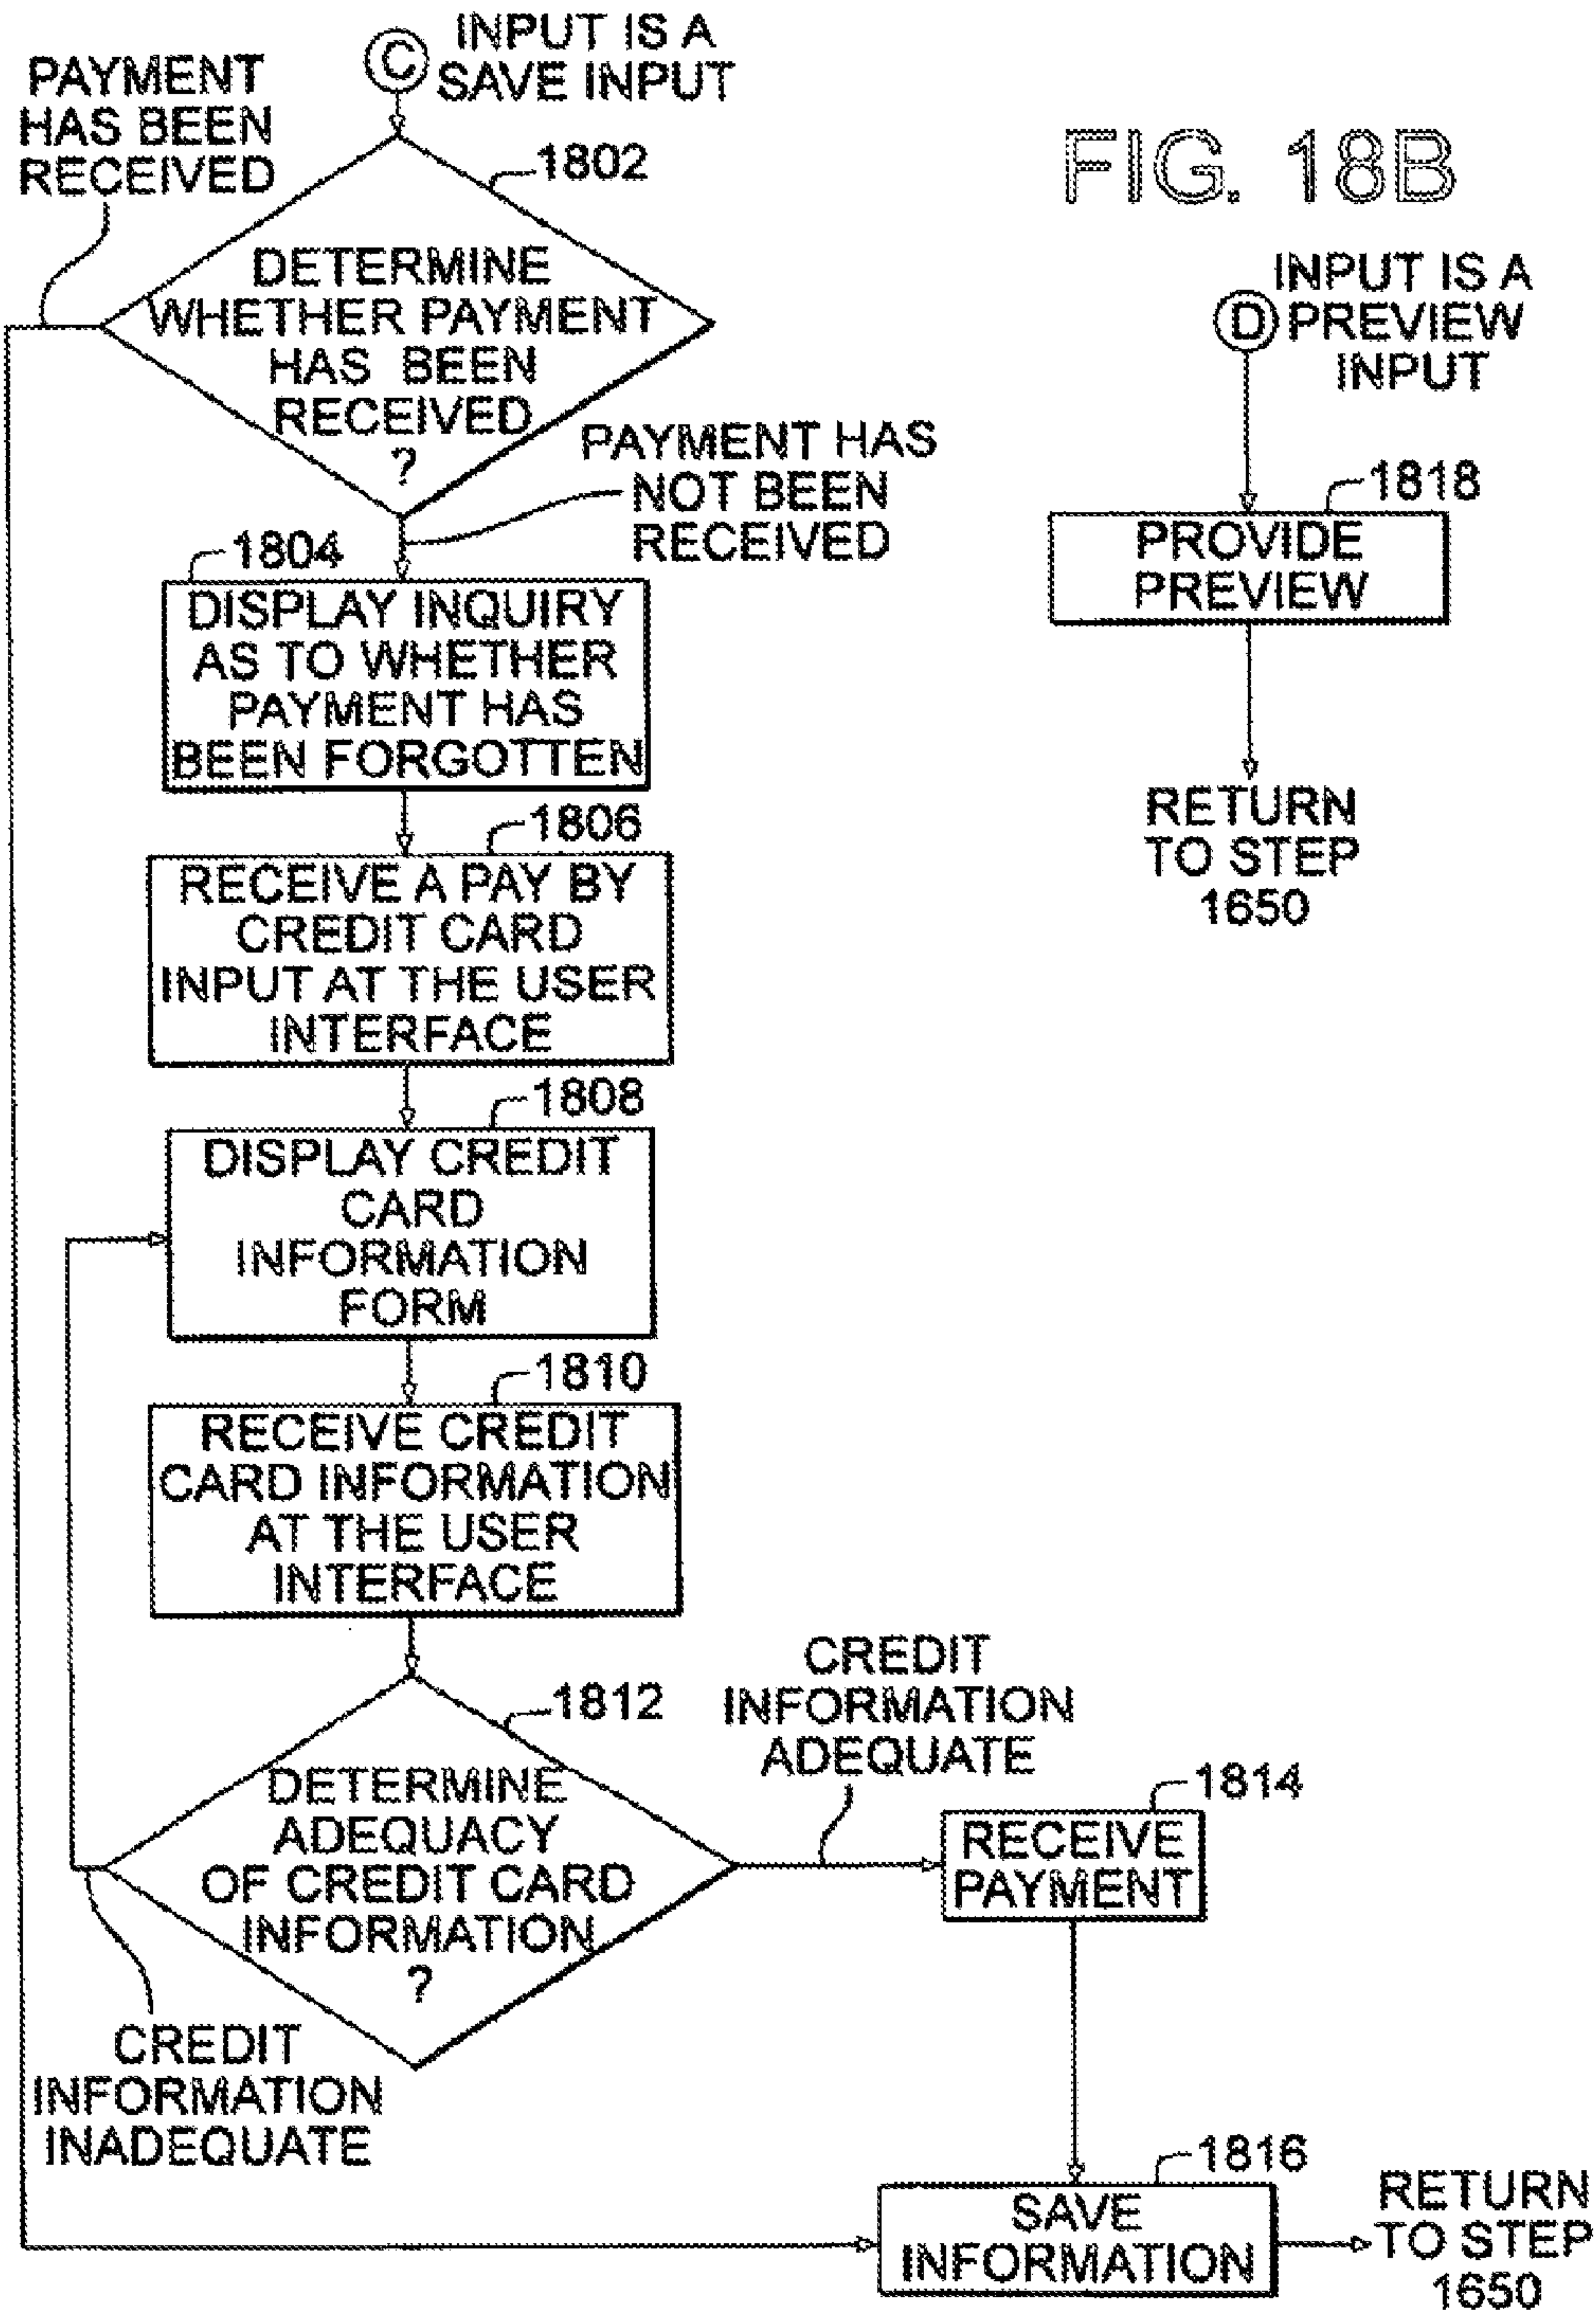 C
INPUT IS A
SAVE INPUT
PAYMENT
HAS BEEN
RECEIVED
1802
FIG. 18B
DETERMINE
WHETHER PAYMENT
HAS BEEN
RECEIVED
?
PAYMENT HAS
NOT BEEN
RECEIVED
1804
DISPLAY INQUIRY
AS TO WHETHER
PAYMENT HAS
BEEN FORGOTTEN
1806
RECEIVE A PAY BY
CREDIT CARD
INPUT AT THE USER
INTERFACE
1808
DISPLAY CREDIT
CARD
INFORMATION
FORM
1810
RECEIVE CREDIT
CARD INFORMATION
AT THE USER
INTERFACE
1812
DETERMINE
ADEQUACY
OF CREDIT CARD
INFORMATION
?
CREDIT
INFORMATION
INADEQUATE
CREDIT
INFORMATION
ADEQUATE
1814
RECEIVE
PAYMENT
1816
SAVE
INFORMATION
RETURN
TO STEP
1650
INPUT IS A
D PREVIEW
INPUT
1818
PROVIDE
PREVIEW
RETURN
TO STEP
1650